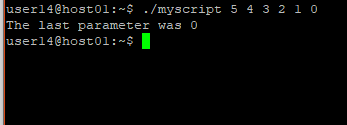 user14@host01:~$ ./myscript 5 4 3 2 1 0
The last parameter was 0
user14@host01:~$